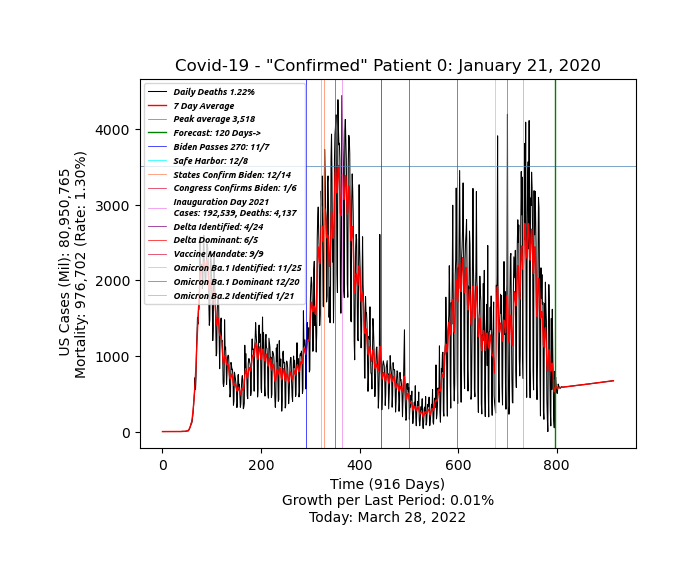 Covid-19 - "Confirmed" Patient 0: January 21, 2020
Daily Deaths 1.22%
7 Day Average
Peak average 3,518
Forecast: 120 Days->
Biden Passes 270: 11/7
Safe Harbor: 12/8
States Confirm Biden: 12/14
Congress Confirms Biden: 1/6
Inauguration Day 2021
Cases: 192,539, Deaths: 4,137
Delta Identified: 4/24
Delta Dominant: 6/5
Vaccine Mandate: 9/9
Omicron Ba.1 Identified: 11/25
Omicron Ba.1 Dominant 12/20
Omicron Ba.2 Identified 1/21
4000
3000
2000
1000
0
US Cases (Mil): 80,950,765
Mortality: 976,702 (Rate: 1.30%)
0 200 400 600 800
Time (916 Days)
Growth per Last Period: 0.01%
Today: March 28, 2022